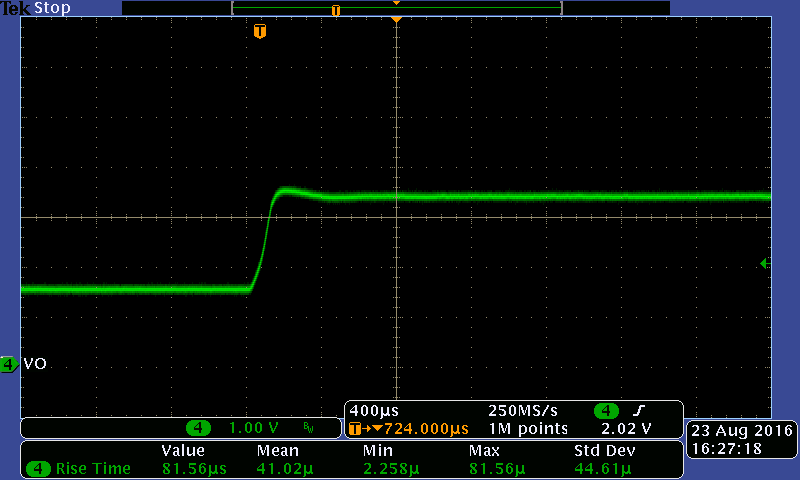 Tek Stop
T
T
4 VO
4 1.00 V BW
400µs 250MS/s 4
T→▼724.000µs 1M points 2.02 V
23 Aug 2016
16:27:18
Value Mean Min Max Std Dev
4 Rise Time 81.56µs 41.02µ 2.258µ 81.56µ 44.61µ